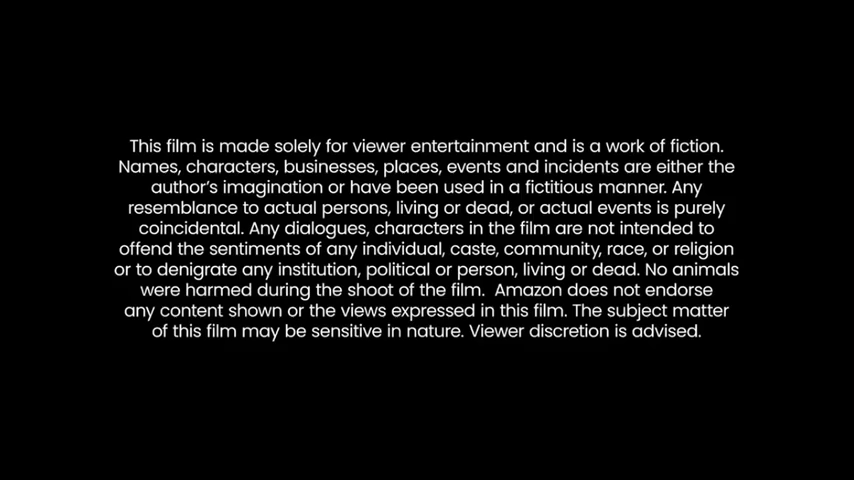 This film is made solely for viewer entertainment and is a work of fiction.
Names, characters, businesses, places, events and incidents are either the
author's imagination or have been used in a fictitious manner. Any
resemblance to actual persons, living or dead, or actual events is purely
coincidental. Any dialogues, characters in the film are not intended to
offend the sentiments of any individual, caste, community, race, or religion
or to denigrate any institution, political or person, living or dead. No animals
were harmed during the shoot of the film.  Amazon does not endorse
any content shown or the views expressed in this film. The subject matter
of this film may be sensitive in nature. Viewer discretion is advised.